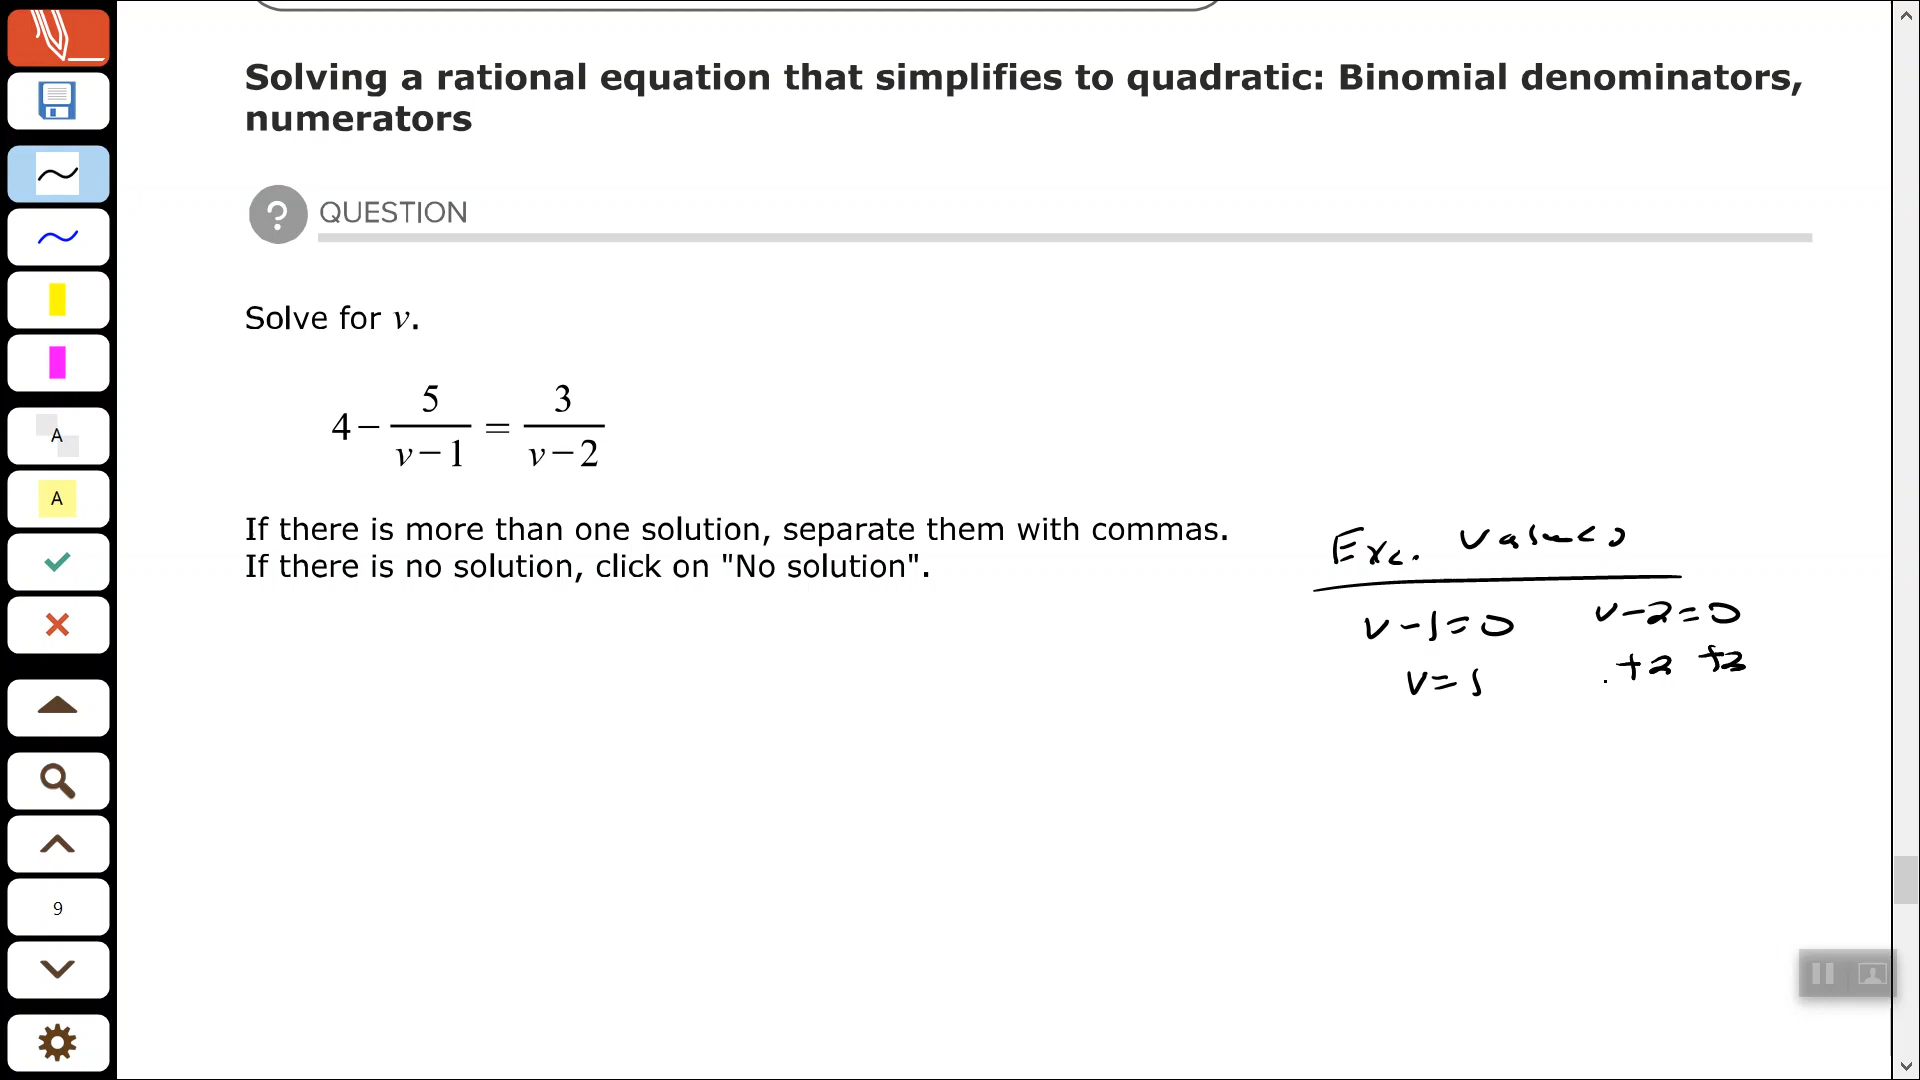 Solving a rational equation that simplifies to quadratic: Binomial denominators,
numerators
? QUESTION
Solve for v.
4 − 5/(v − 1) = 3/(v − 2)
If there is more than one solution, separate them with commas.
If there is no solution, click on "No solution".
Exc. Values
v - 1 = 0
v = 1
v - 2 = 0
+2 +2
A
A
9